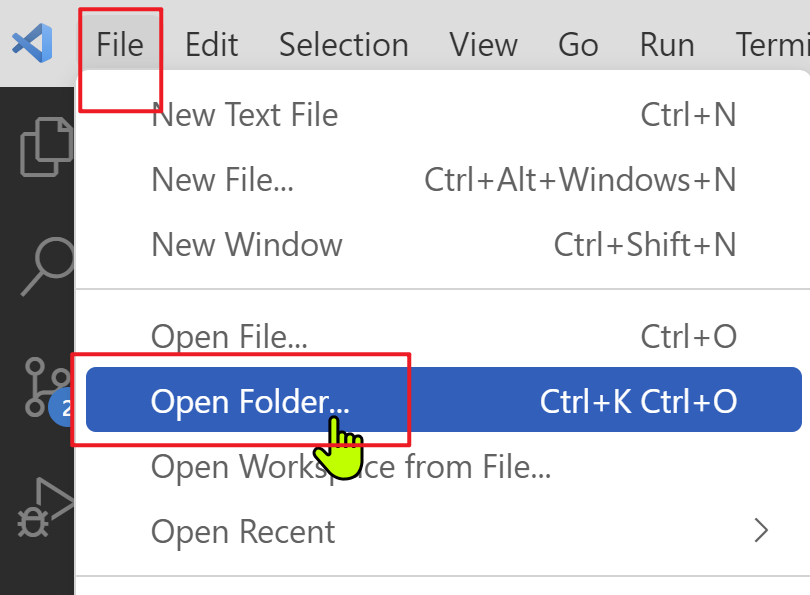 File Edit Selection View Go Run Termi
New Text File Ctrl+N
New File... Ctrl+Alt+Windows+N
New Window Ctrl+Shift+N
Open File... Ctrl+O
Open Folder... Ctrl+K Ctrl+O
2
Open Workspace from File...
Open Recent